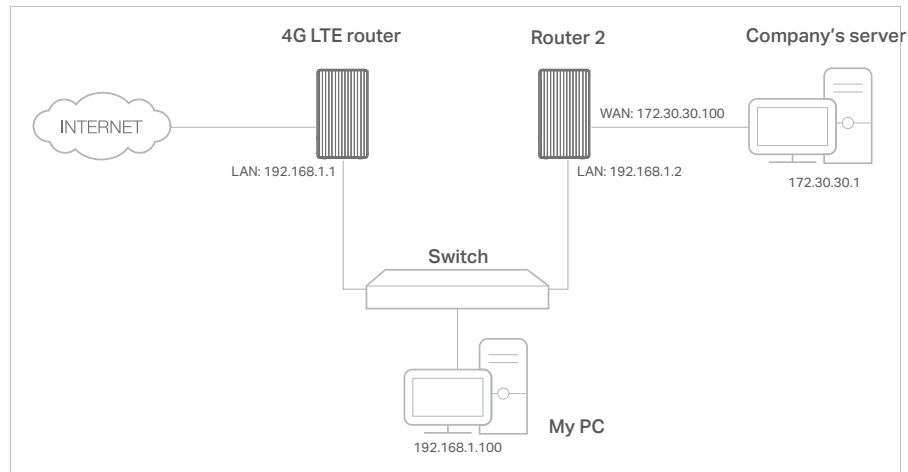 4G LTE router
Router 2
Company's server
INTERNET
WAN: 172.30.30.100
LAN: 192.168.1.1
LAN: 192.168.1.2
172.30.30.1
Switch
My PC
192.168.1.100